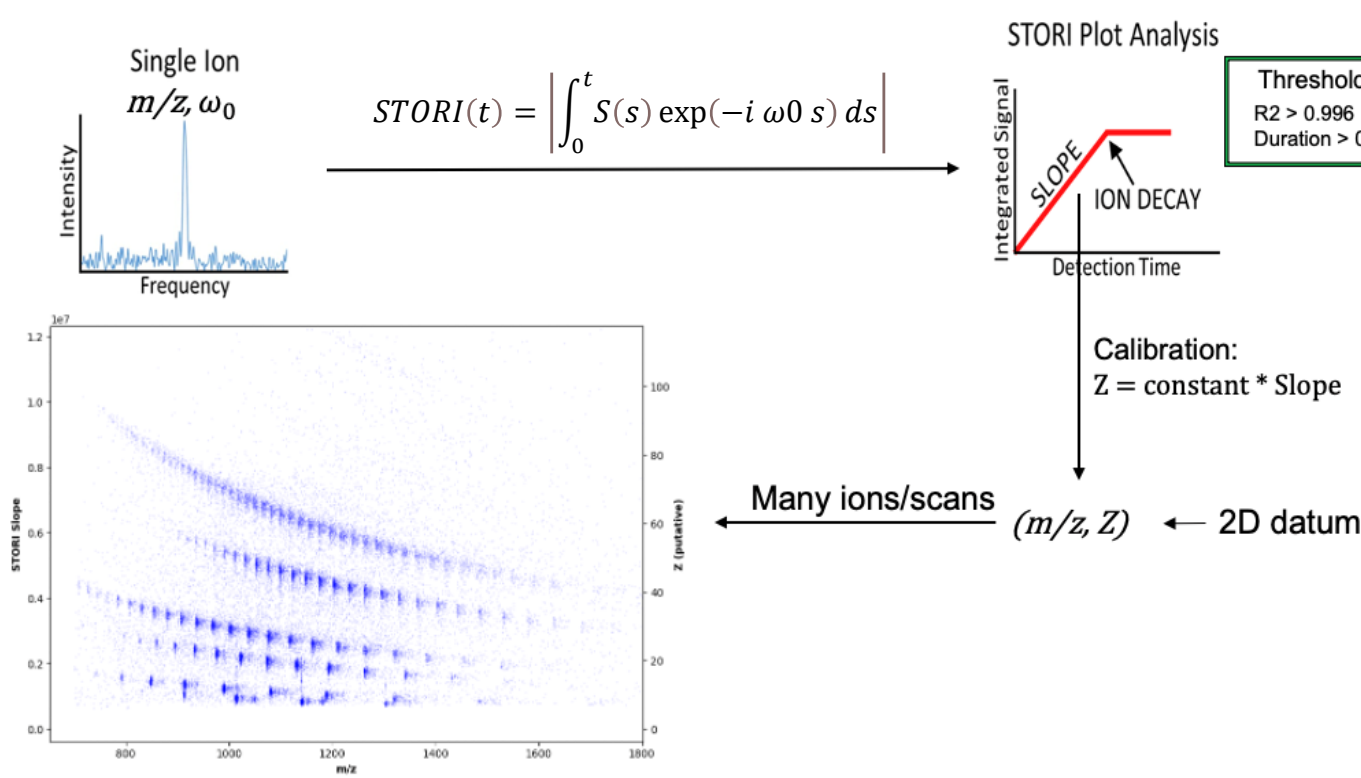 STORI Plot Analysis
Single Ion
m/z, ω₀
STORI(t) = |∫₀ᵗ S(s) exp(−i ω0 s) ds|
Threshold
R2 > 0.996
Duration > 0
Intensity
Frequency
Integrated Signal
SLOPE
ION DECAY
Detection Time
Calibration:
Z = constant * Slope
Many ions/scans
(m/z, Z)
2D datum
1e7
1.2
1.0
0.8
0.6
0.4
0.2
0.0
STORI Slope
100
80
60
40
20
0
Z (putative)
800 1000 1200 1400 1600 1800
m/z